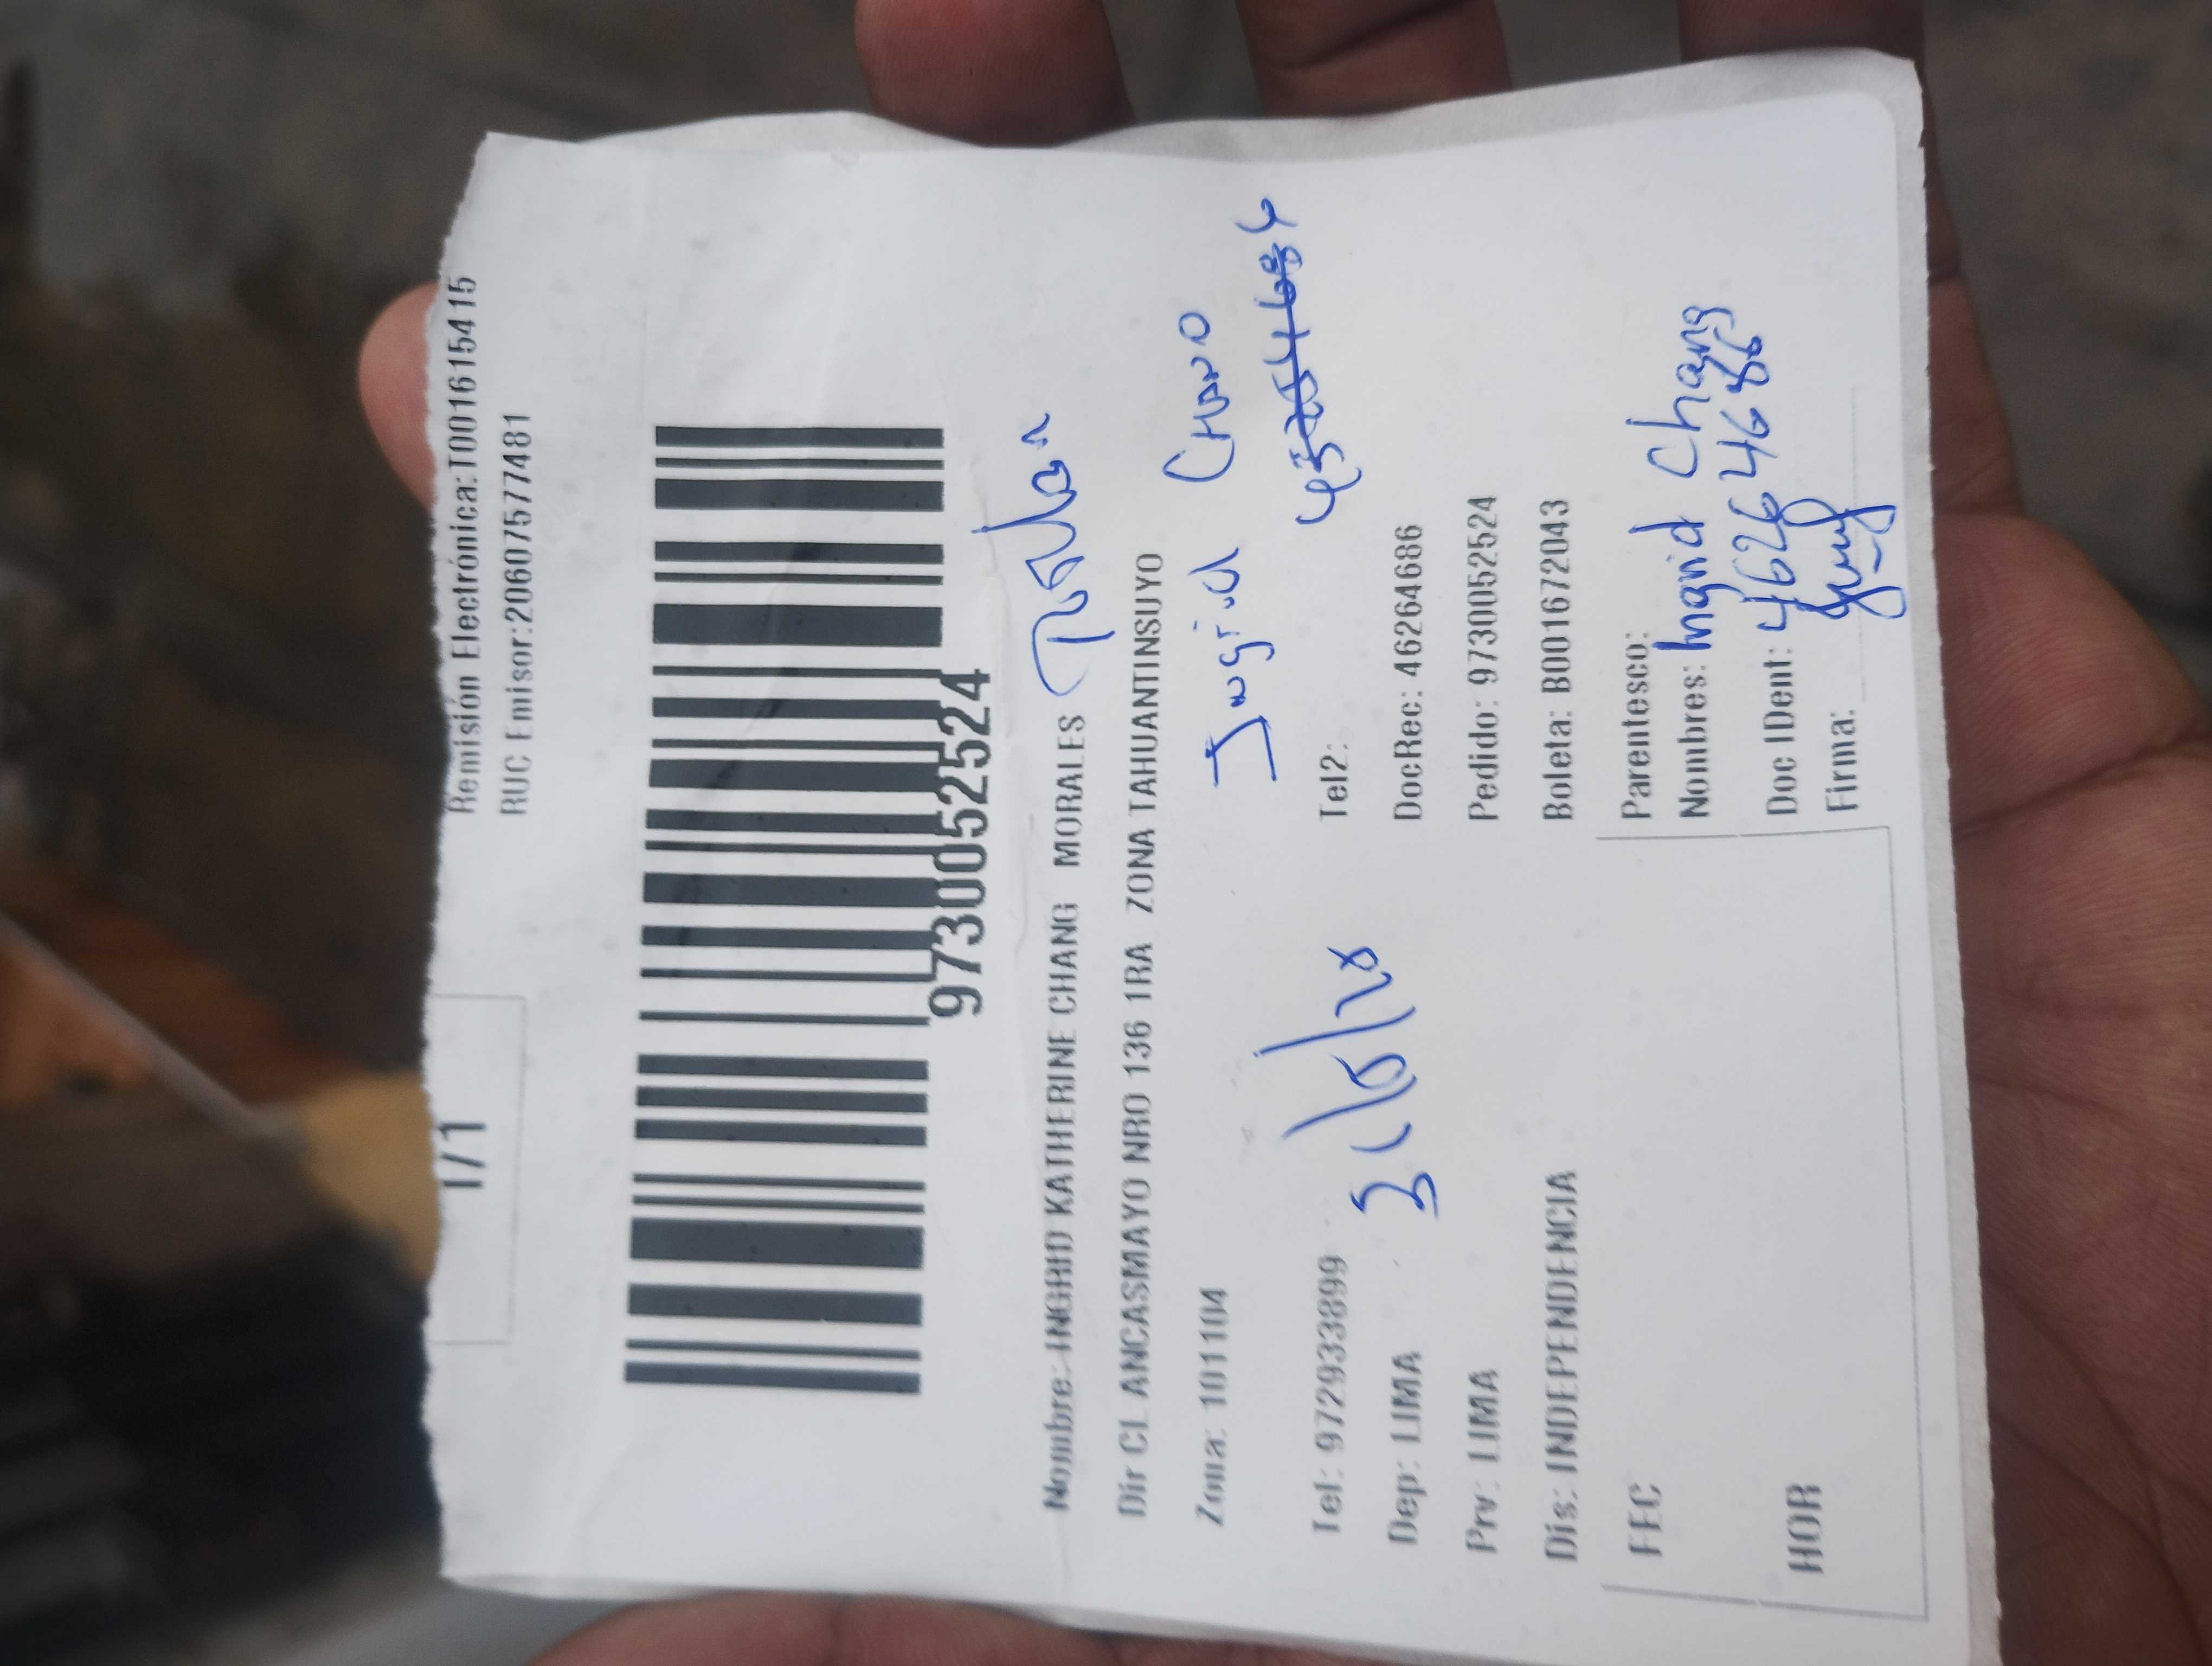 Remisión Electrónica:T001615415
1/1
RUC Emisor:20607577481
9730052524
Nombre: INGRID KATHERINE CHANG MORALES
Dir CL ANCASMAYO NRO 136 1RA ZONA TAHUANTINSUYO
Zona: 101104
Tel: 972933899
Tel2:
Dep: LIMA
DocRec: 46264686
Prv: LIMA
Pedido: 9730052524
Dis: INDEPENDENCIA
Boleta: B001672043
FEC
HOR
Parentesco:
Nombres: Ingrid Chang
Doc IDent: 46264686
Firma: